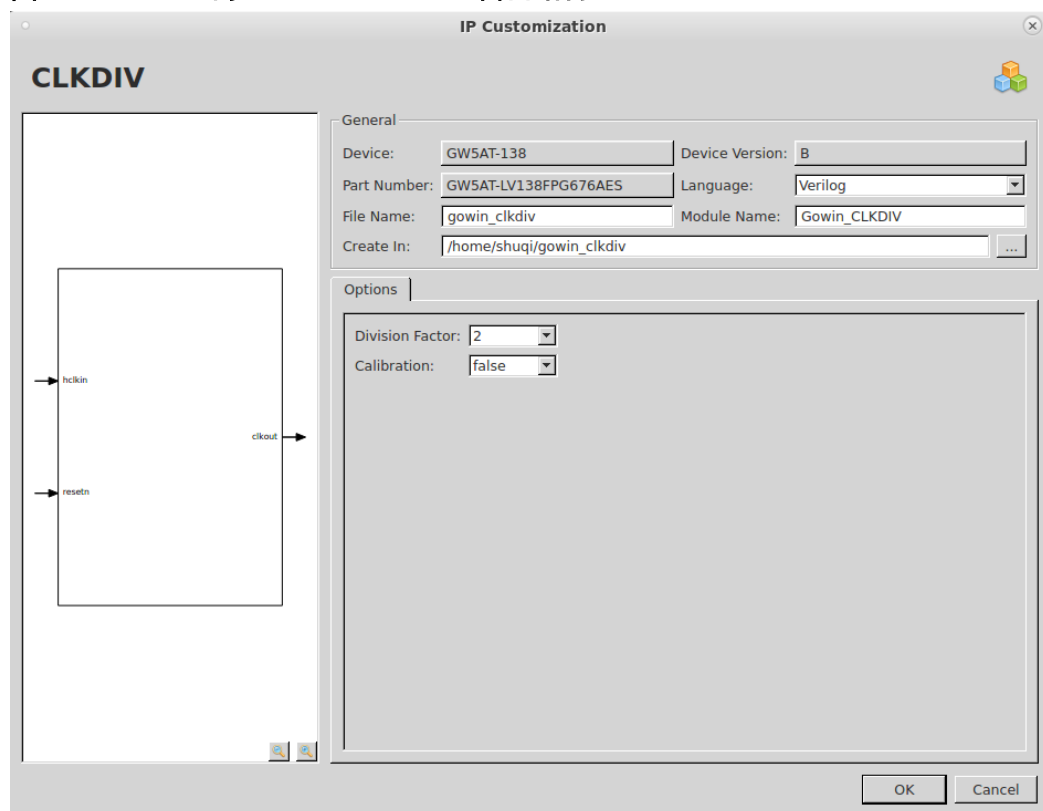 IP Customization
CLKDIV
General
Device: GW5AT-138 Device Version: B
Part Number: GW5AT-LV138FPG676AES Language: Verilog
File Name: gowin_clkdiv Module Name: Gowin_CLKDIV
Create In: /home/shuqi/gowin_clkdiv ...
Options
Division Factor: 2
Calibration: false
hclkin
clkout
resetn
OK Cancel